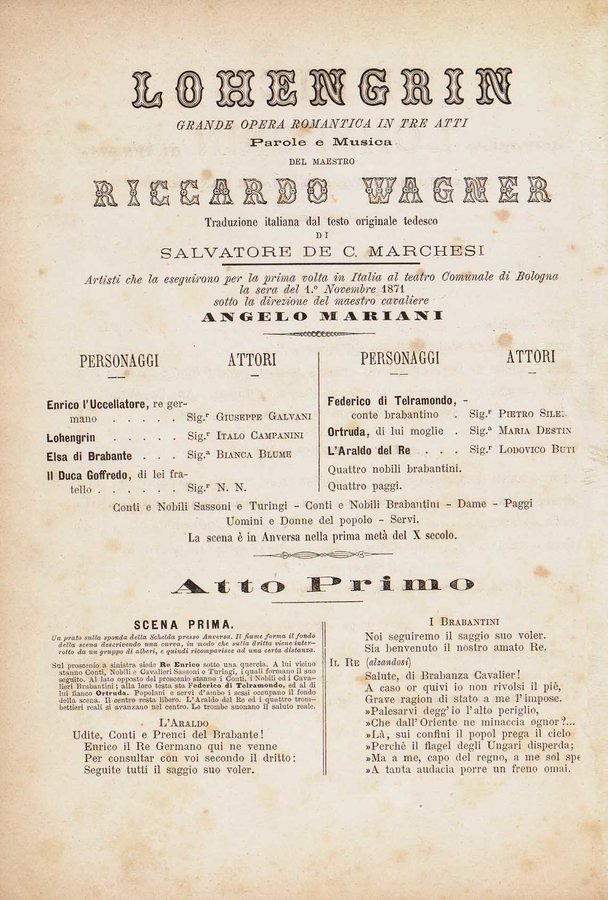 LOHENGRIN
GRANDE OPERA ROMANTICA IN TRE ATTI
Parole e Musica
DEL MAESTRO
RICCARDO WAGNER
Traduzione italiana dal testo originale tedesco
DI
SALVATORE DE C. MARCHESI
Artisti che la eseguirono per la prima volta in Italia al teatro Comunale di Bologna
la sera del 1.º Novembre 1871
sotto la direzione del maestro cavaliere
ANGELO MARIANI
PERSONAGGI ATTORI
Enrico l'Uccellatore, re ger-
mano . . . . . Sig.r GIUSEPPE GALVANI
Lohengrin . . . . . Sig.r ITALO CAMPANINI
Elsa di Brabante . . . Sig.a BIANCA BLUME
Il Duca Goffredo, di lei fra-
tello . . . . . . Sig.r N. N.
PERSONAGGI ATTORI
Federico di Telramondo, -
conte brabantino . Sig.r PIETRO SILE
Ortruda, di lui moglie . Sig.a MARIA DESTIN
L'Araldo del Re . . . Sig.r LODOVICO BUTI
Quattro nobili brabantini.
Quattro paggi.
Conti e Nobili Sassoni e Turingi - Conti e Nobili Brabantini - Dame - Paggi
Uomini e Donne del popolo - Servi.
La scena è in Anversa nella prima metà del X secolo.
Atto Primo
SCENA PRIMA.
Un prato sulla sponda della Schelda presso Anversa. Il fiume forma il fondo
della scena descrivendo una curva, in modo che sulla dritta viene inter-
rotto da un gruppo di alberi, e quindi ricomparisce ad una certa distanza.
Sul proscenio a sinistra siede Re Enrico sotto una quercia. A lui vicino
stanno Conti, Nobili e Cavalieri Sassoni e Turingi, i quali formano il suo
seguito. Al lato opposto del proscenio stanno i Conti, i Nobili ed i Cava-
lieri Brabantini; alla loro testa sta Federico di Telramondo, ed al di
lui fianco Ortruda. Popolani e servi d'ambo i sessi occupano il fondo
della scena. Il centro resta libero. L'Araldo del Re ed i quattro trom-
bettieri reali si avanzano nel centro. Le trombe suonano il saluto reale.
L'ARALDO
Udite, Conti e Prenci del Brabante!
Enrico il Re Germano qui ne venne
Per consultar con voi secondo il dritto:
Seguite tutti il saggio suo voler.
I BRABANTINI
Noi seguiremo il saggio suo voler.
Sia benvenuto il nostro amato Re.
IL RE (alzandosi)
Salute, di Brabanza Cavalier!
A caso or quivi io non rivolsi il piè,
Grave ragion di stato a me l'impose.
»Palesarvi degg'io l'alto periglio,
»Che dall'Oriente ne minaccia ognor?...
»Là, sui confini il popol prega il cielo
»Perchè il flagel degli Ungari disperda;
»Ma a me, capo del regno, a me sol spe
»A tanta audacia porre un freno omai.